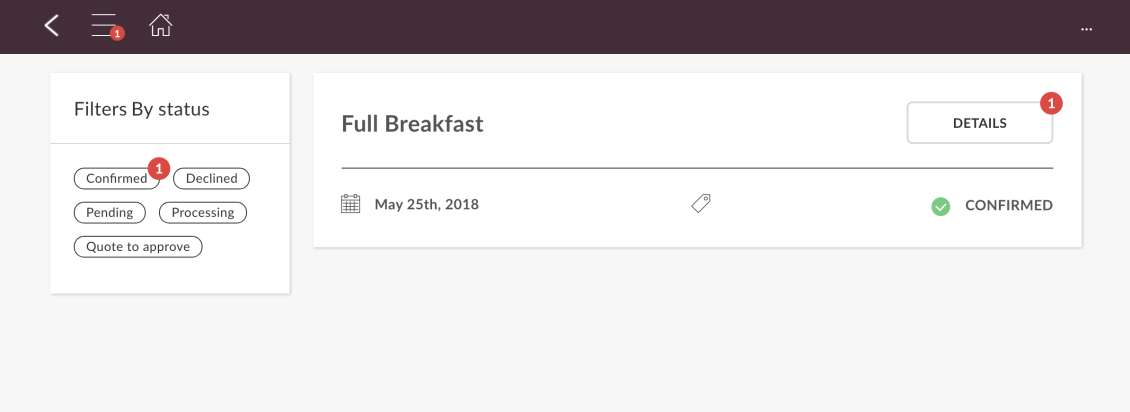 1
...
Filters By status
Confirmed 1 Declined
Pending Processing
Quote to approve
Full Breakfast
DETAILS 1
May 25th, 2018
CONFIRMED